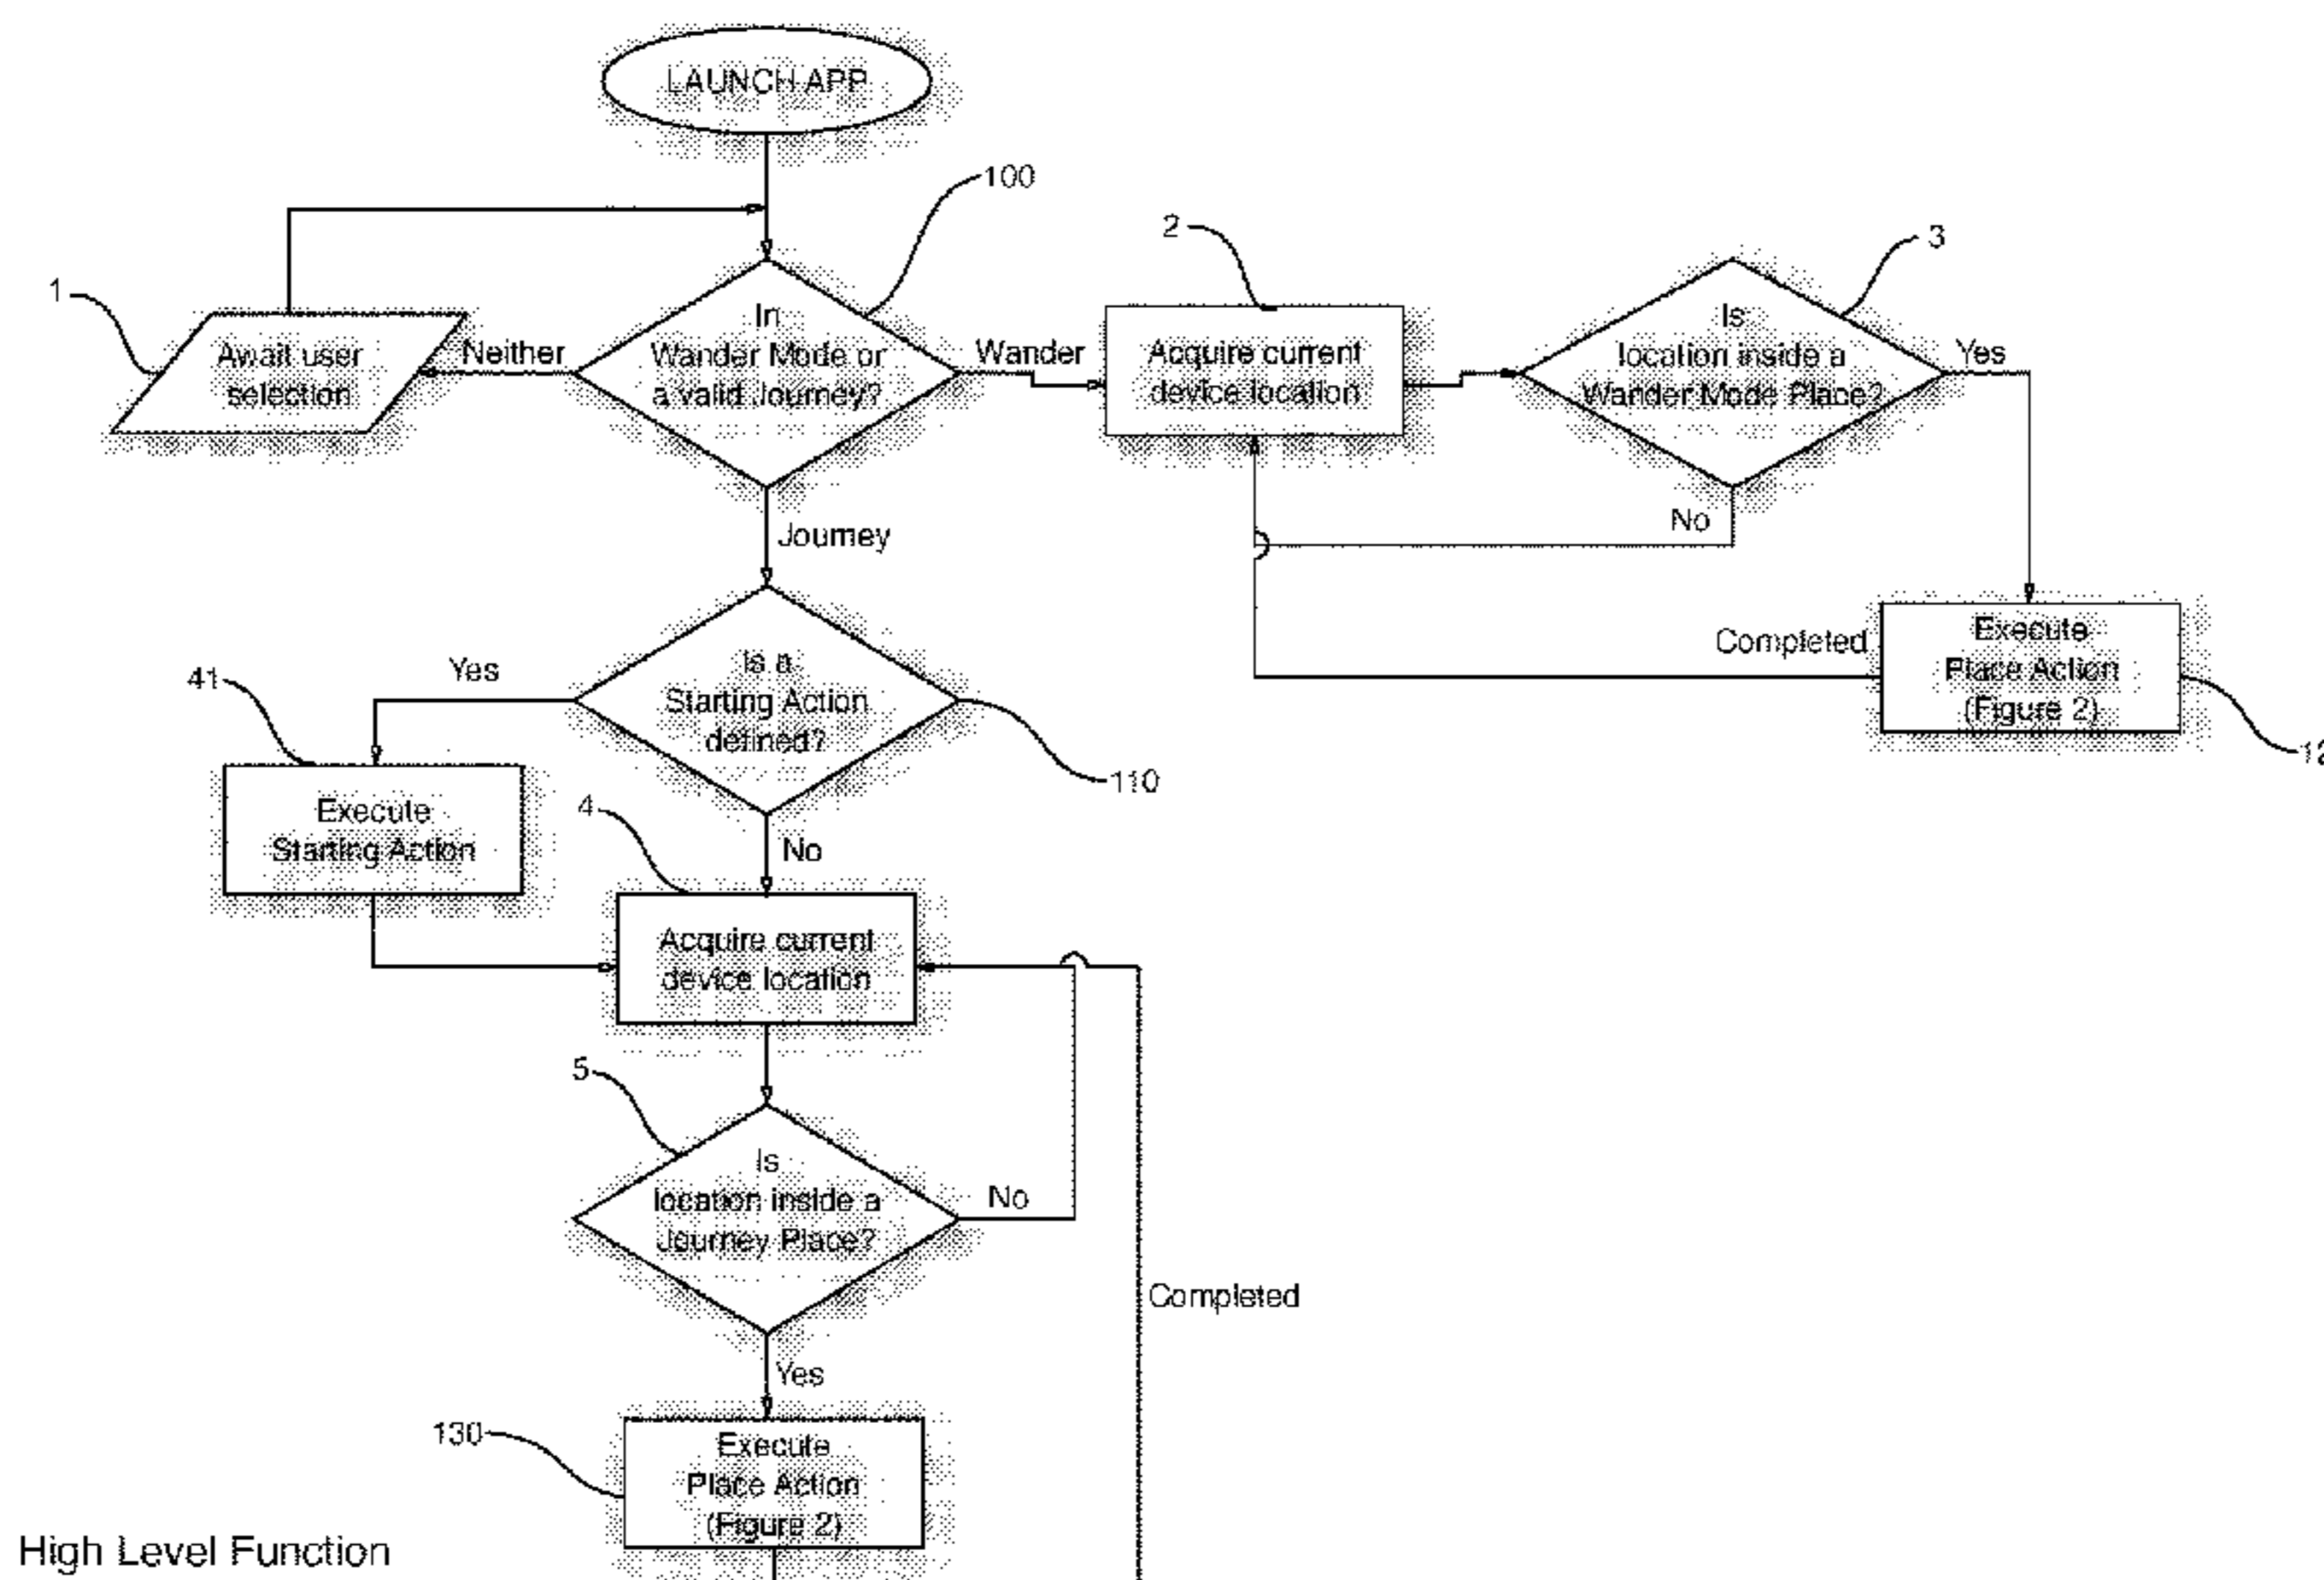 LAUNCH APP
100
2
3
1
In
Wander Mode or
a valid Journey?
Neither
Await user
selection
Wander
Acquire current
device location
Is
location inside a
Wander Mode Place?
Yes
No
Journey
Completed
Execute
Place Action
(Figure 2)
Yes
Is a
Starting Action
defined?
41
110
4
Execute
Starting Action
No
Acquire current
device location
5
Is
location inside a
Journey Place?
No
Completed
Yes
130
Execute
Place Action
(Figure 2)
High Level Function